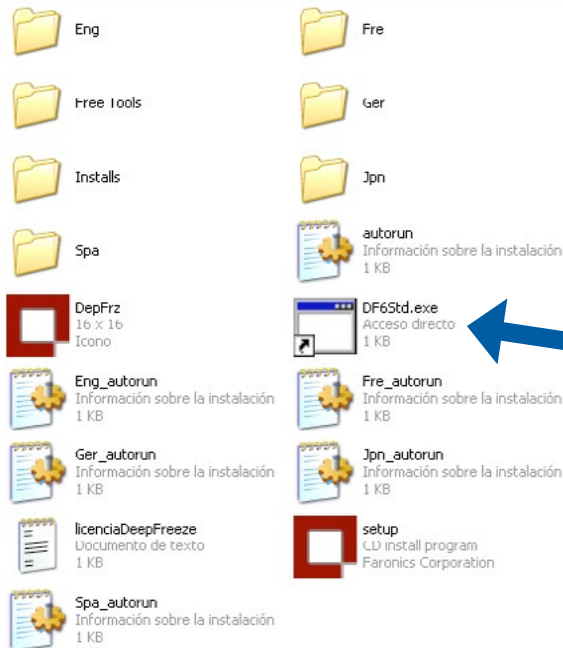 Eng
Fre
Free Tools
Ger
Installs
Jpn
Spa
autorun
Información sobre la instalación
1 KB
DepFrz
16 x 16
Icono
DF6Std.exe
Acceso directo
1 KB
Eng_autorun
Información sobre la instalación
1 KB
Fre_autorun
Información sobre la instalación
1 KB
Ger_autorun
Información sobre la instalación
1 KB
Jpn_autorun
Información sobre la instalación
1 KB
licenciaDeepFreeze
Documento de texto
1 KB
setup
CD install program
Faronics Corporation
Spa_autorun
Información sobre la instalación
1 KB